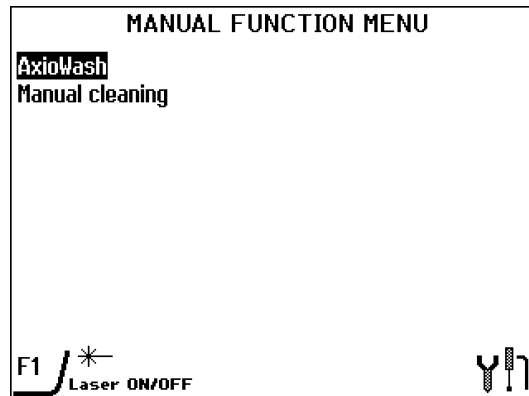 MANUAL FUNCTION MENU
AxioWash
Manual cleaning
F1
Laser ON/OFF